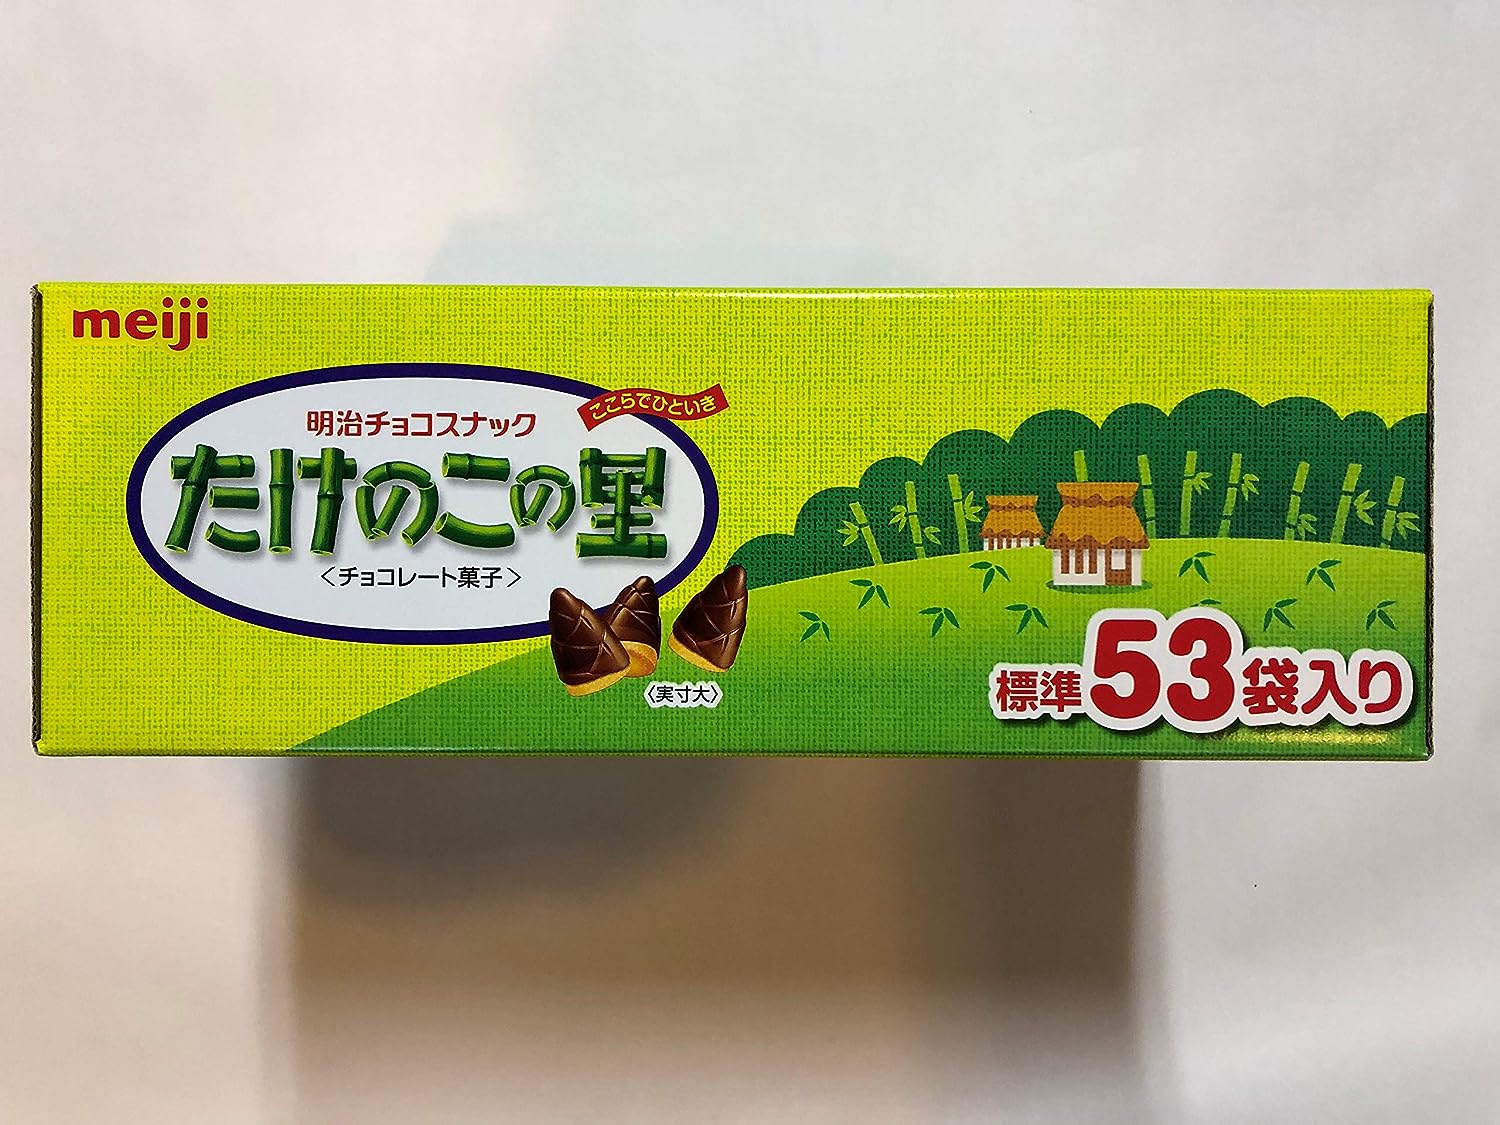 meiji
ここらでひといき
明治チョコスナック
たけのこの里
〈チョコレート菓子〉
〈実寸大〉
標準53袋入り